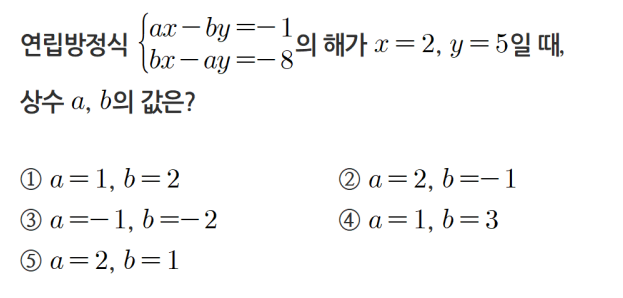 연립방정식 {ax-by=-1
bx-ay=-8 의 해가 x=2, y=5일 때,
상수 a, b의 값은?
① a=1, b=2 ② a=2, b=-1
③ a=-1, b=-2 ④ a=1, b=3
⑤ a=2, b=1